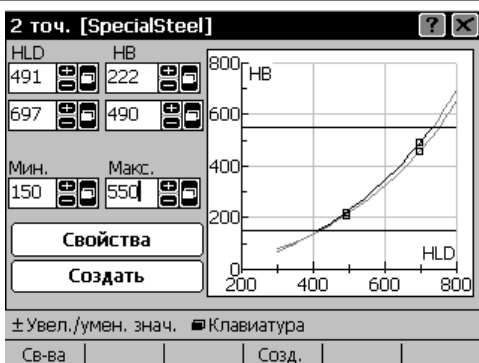 2 точ. [SpecialSteel] ? X
HLD HB
491 222
697 490
Мин. Макс.
150 550
Свойства
Создать
800 HB
600
400
200
0
HLD
200 400 600 800
±Увел./умен. знач. Клавиатура
Св-ва Созд.